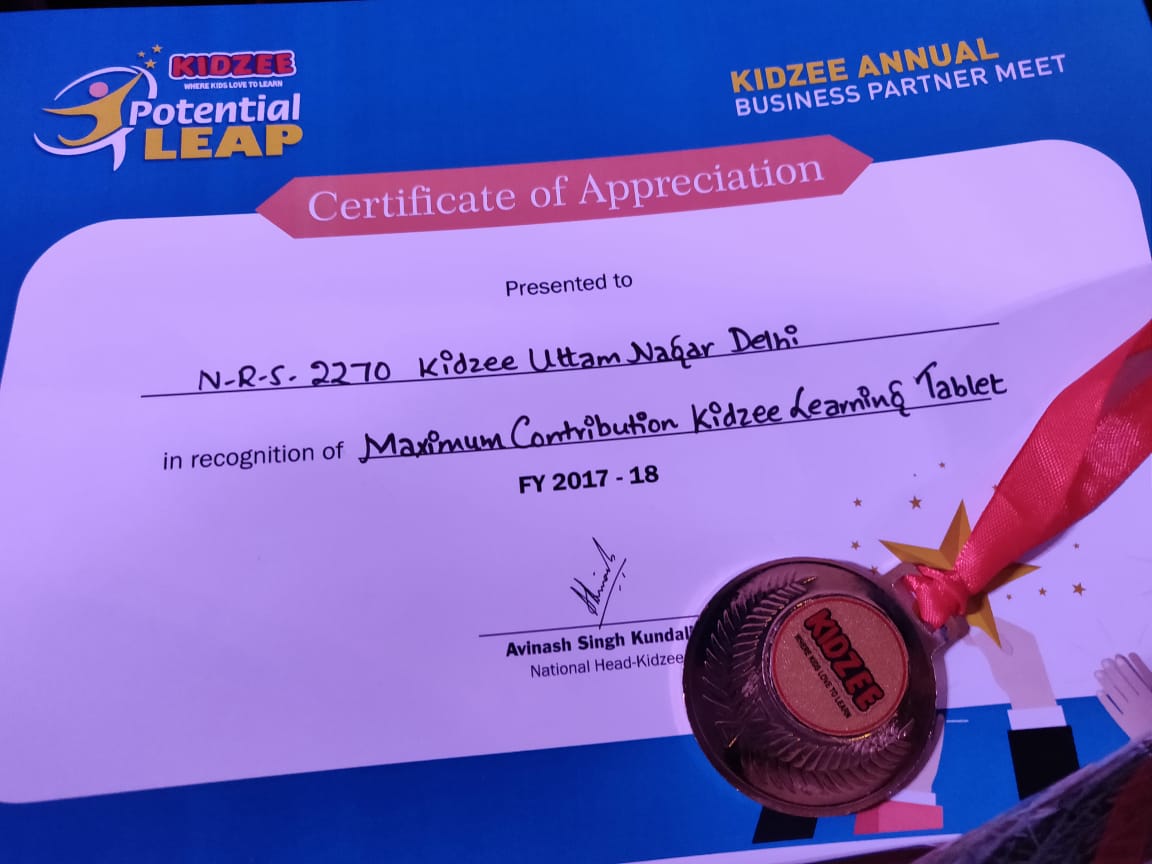 KIDZEE
WHERE KIDS LOVE TO LEARN
Potential
LEAP
KIDZEE ANNUAL
BUSINESS PARTNER MEET
Certificate of Appreciation
Presented to
N-R-S- 2270 Kidzee Uttam Nagar Delhi
in recognition of Maximum Contribution Kidzee Learning Tablet
FY 2017 - 18
Avinash Singh Kundal
National Head-Kidzee
KIDZEE
WHERE KIDS LOVE TO LEARN